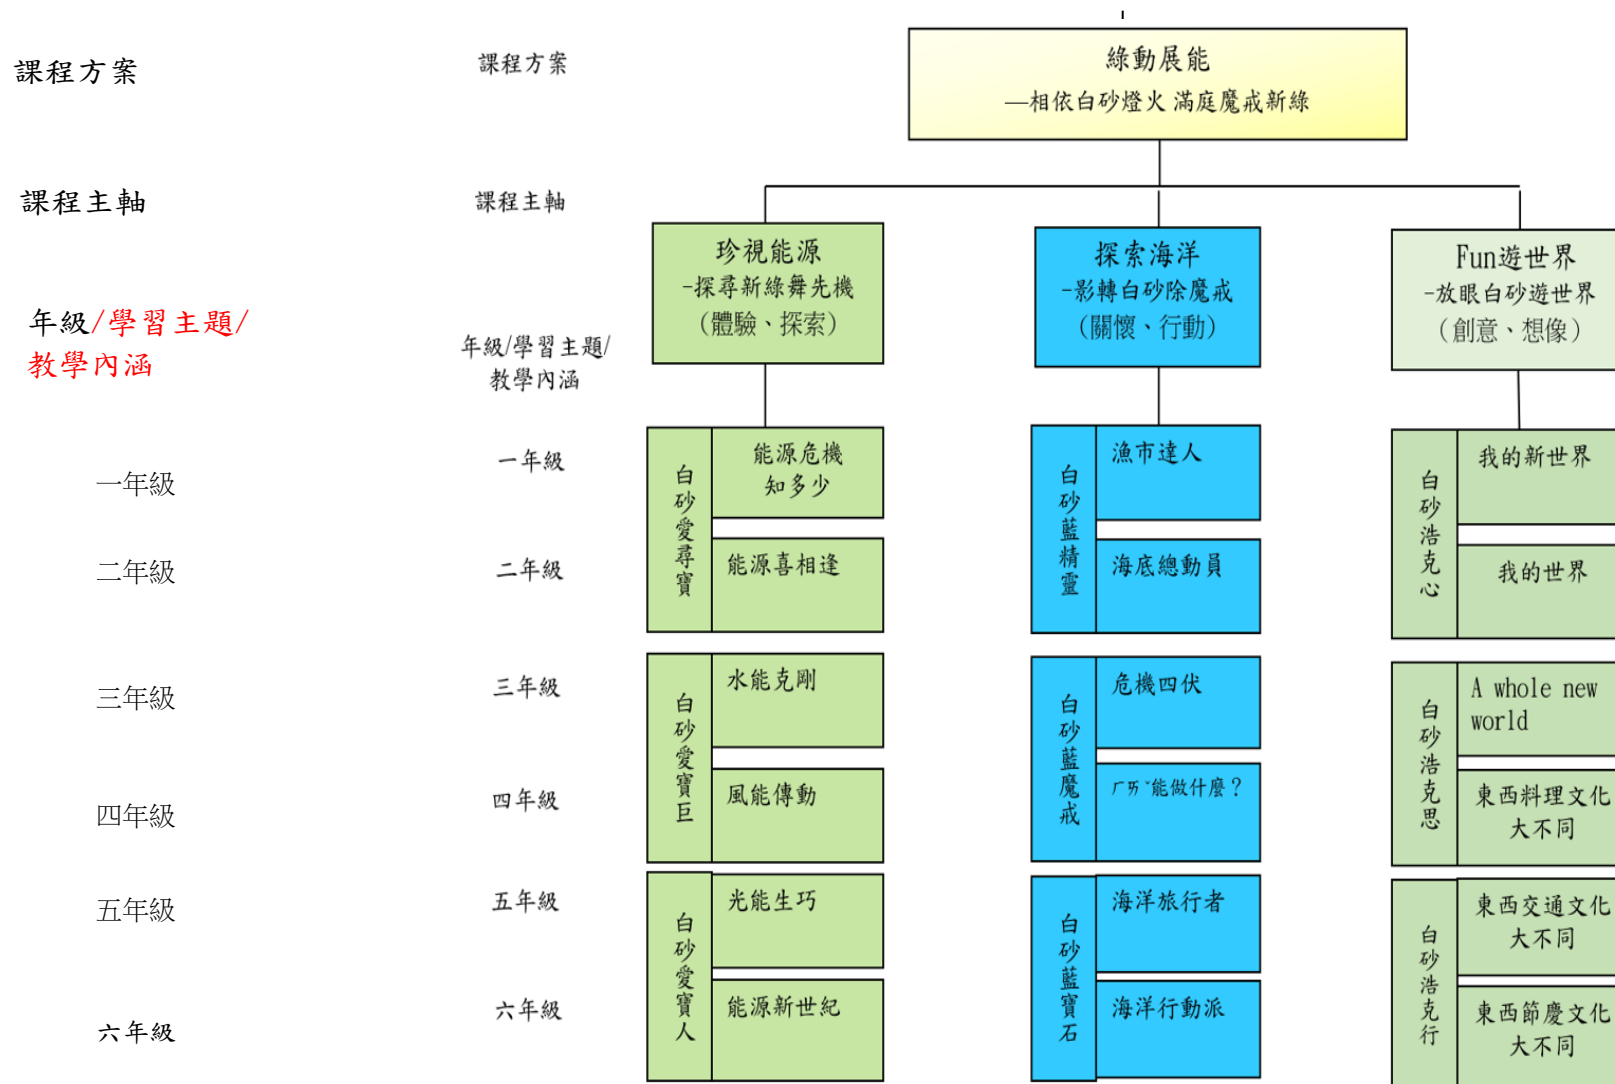 課程方案
課程方案
綠動展能
—相依白砂燈火 滿庭魔戒新綠
課程主軸
課程主軸
珍視能源
-探尋新綠舞先機
(體驗、探索)
探索海洋
-影轉白砂除魔戒
(關懷、行動)
Fun遊世界
-放眼白砂遊世界
(創意、想像)
年級/學習主題/
教學內涵
年級/學習主題/
教學內涵
一年級
一年級
白砂愛尋寶
能源危機
知多少
白砂藍精靈
漁市達人
白砂浩克心
我的新世界
二年級
二年級
能源喜相逢
海底總動員
我的世界
三年級
三年級
白砂愛寶巨
水能克剛
白砂藍魔戒
危機四伏
白砂浩克思
A whole new
world
四年級
四年級
風能傳動
ㄏㄞˇ能做什麼？
東西料理文化
大不同
五年級
五年級
白砂愛寶人
光能生巧
白砂藍寶石
海洋旅行者
白砂浩克行
東西交通文化
大不同
六年級
六年級
能源新世紀
海洋行動派
東西節慶文化
大不同